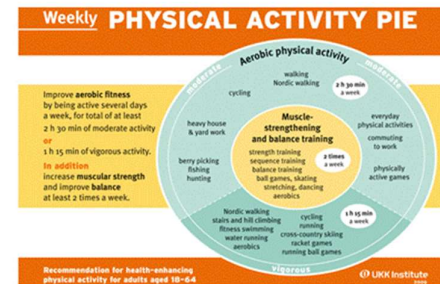 Weekly PHYSICAL ACTIVITY PIE
Improve aerobic fitness
by being active several days
a week, for total of at least
2 h 30 min of moderate activity
or
1 h 15 min of vigorous activity.
In addition
increase muscular strength
and improve balance
at least 2 times a week.
Aerobic physical activity
moderate
moderate
walking
Nordic walking
2 h 30 min
a week
cycling
heavy house
& yard work
everyday
physical activities
commuting
to work
berry picking
fishing
hunting
physically
active games
Muscle-
strengthening
and balance training
strength training
sequence training
balance training
ball games, skating
stretching, dancing
aerobics
2 times
a week
Nordic walking
stairs and hill climbing
fitness swimming
water running
aerobics
cycling
running
cross-country skiing
racket games
running ball games
1 h 15 min
a week
vigorous
Recommendation for health-enhancing
physical activity for adults aged 18–64
UKK Institute